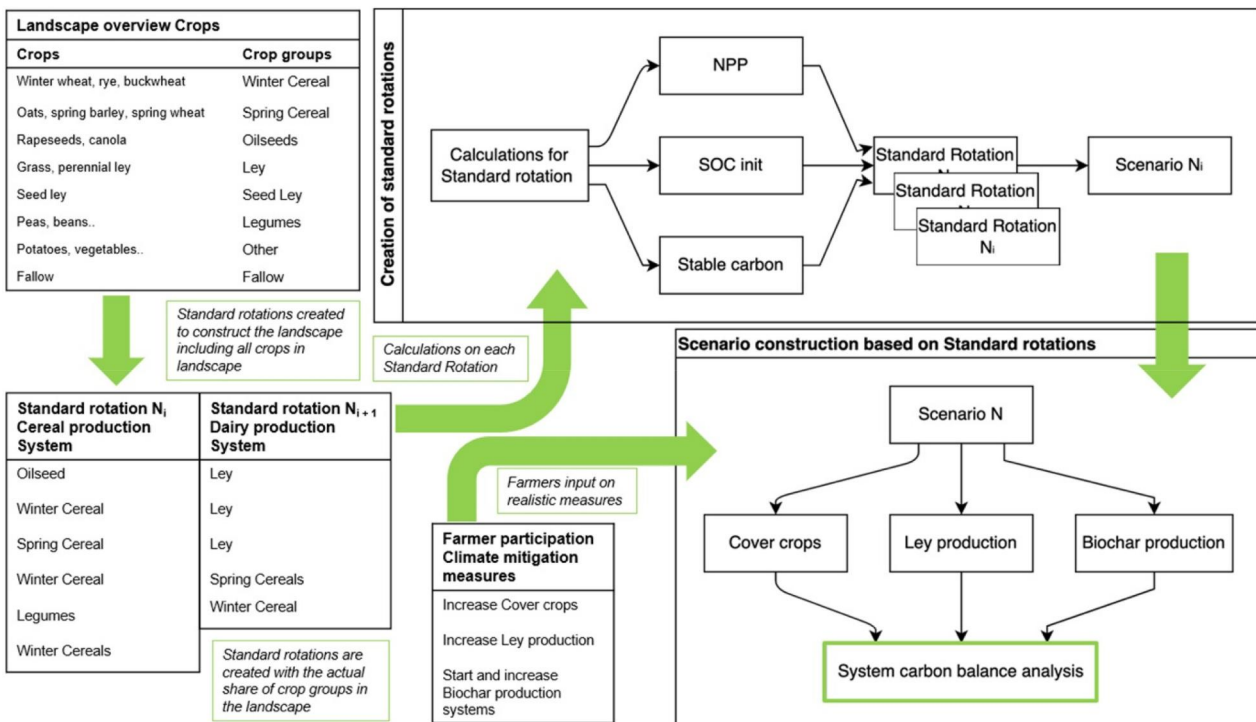 Landscape overview Crops
Crops Crop groups
Winter wheat, rye, buckwheat Winter Cereal
Oats, spring barley, spring wheat Spring Cereal
Rapeseeds, canola Oilseeds
Grass, perennial ley Ley
Seed ley Seed Ley
Peas, beans.. Legumes
Potatoes, vegetables.. Other
Fallow Fallow
Standard rotations created
to construct the landscape
including all crops in
landscape
Creation of standard rotations
Calculations for
Standard rotation
NPP
SOC init
Stable carbon
Standard Rotation
Standard Rotation
Standard Rotation
Nᵢ
Scenario Nᵢ
Calculations on each
Standard Rotation
Standard rotation Nᵢ
Cereal production
System
Oilseed
Winter Cereal
Spring Cereal
Winter Cereal
Legumes
Winter Cereals
Standard rotation Nᵢ ₊ ₁
Dairy production
System
Ley
Ley
Ley
Spring Cereals
Winter Cereal
Standard rotations are
created with the actual
share of crop groups in
the landscape
Farmers input on
realistic measures
Farmer participation
Climate mitigation
measures
Increase Cover crops
Increase Ley production
Start and increase
Biochar production
systems
Scenario construction based on Standard rotations
Scenario N
Cover crops
Ley production
Biochar production
System carbon balance analysis